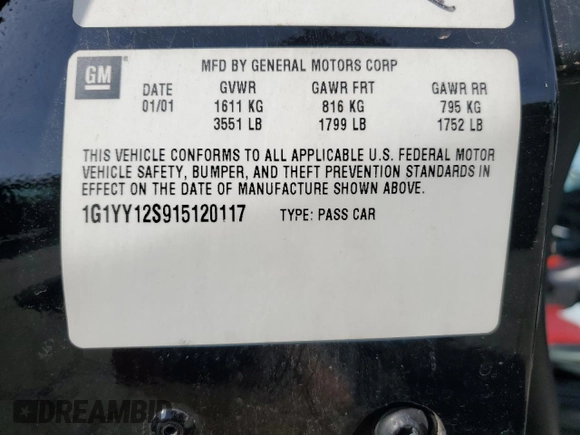 GM
MFD BY GENERAL MOTORS CORP
DATE GVWR GAWR FRT GAWR RR
01/01 1611 KG 816 KG 795 KG
3551 LB 1799 LB 1752 LB
THIS VEHICLE CONFORMS TO ALL APPLICABLE U.S. FEDERAL MOTOR
VEHICLE SAFETY, BUMPER, AND THEFT PREVENTION STANDARDS IN
EFFECT ON THE DATE OF MANUFACTURE SHOWN ABOVE.
1G1YY12S915120117 TYPE: PASS CAR
DREAMBID